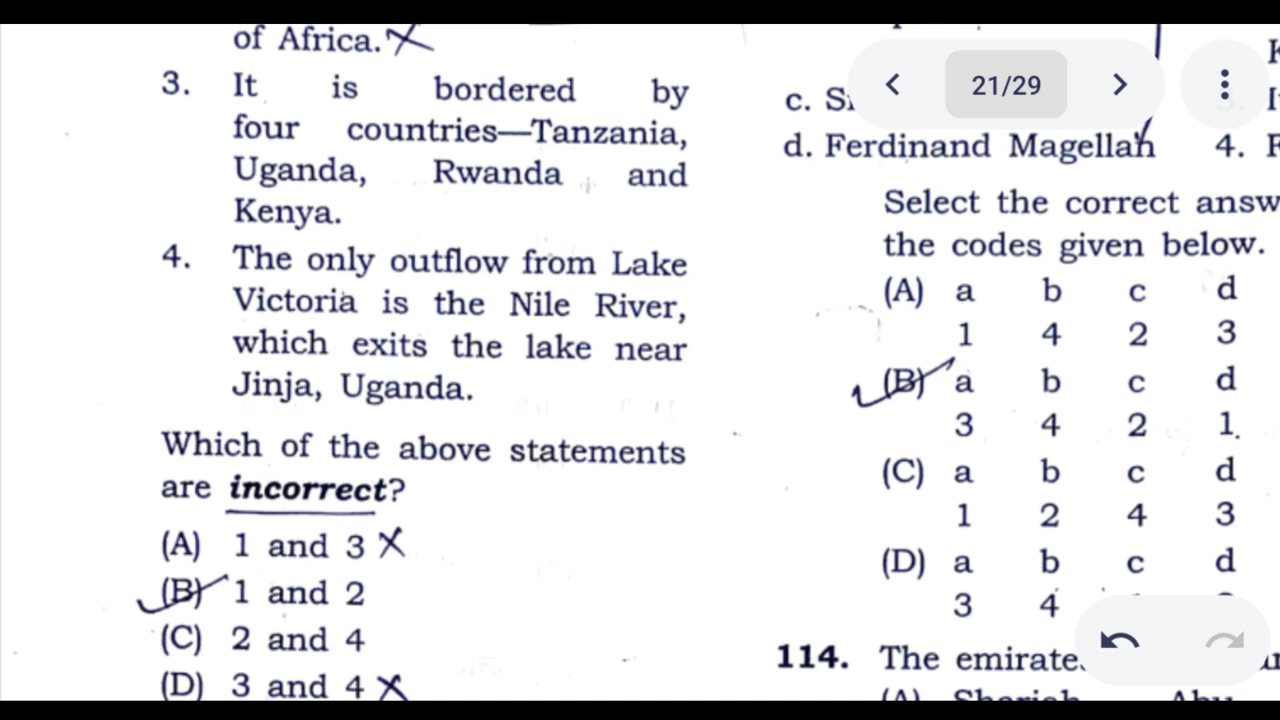 of Africa.
3. It is bordered by
four countries—Tanzania,
Uganda, Rwanda and
Kenya.
4. The only outflow from Lake
Victoria is the Nile River,
which exits the lake near
Jinja, Uganda.
Which of the above statements
are incorrect?
(A) 1 and 3
(B) 1 and 2
(C) 2 and 4
(D) 3 and 4
21/29
c.
d. Ferdinand Magellan 4.
Select the correct
the codes given below.
(A) a b c d
1 4 2 3
(B) a b c d
3 4 2 1
(C) a b c d
1 2 4 3
(D) a b c d
3 4
114. The
(A)